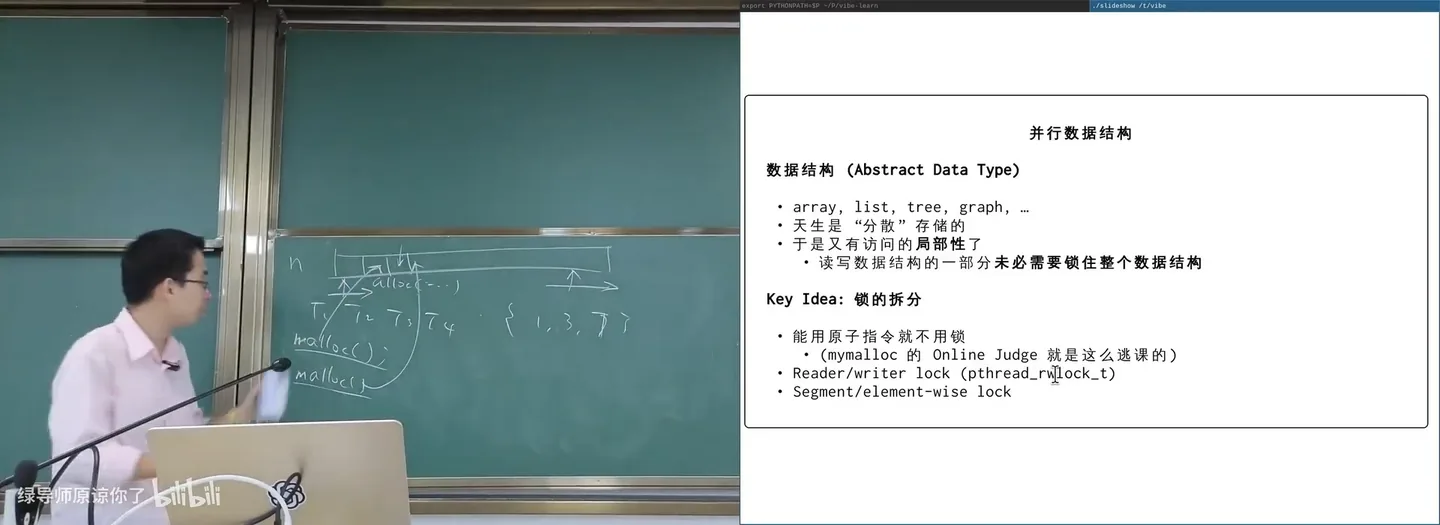 export PYTHONPATH=$P ~/P/vibe-learn
./slideshow /t/vibe
并行数据结构
数据结构 (Abstract Data Type)
• array, list, tree, graph, …
• 天生是 “分散” 存储的
• 于是又有访问的局部性了
• 读写数据结构的一部分未必需要锁住整个数据结构
Key Idea: 锁的拆分
• 能用原子指令就不用锁
• (mymalloc 的 Online Judge 就是这么逃课的)
• Reader/writer lock (pthread_rwlock_t)
• Segment/element-wise lock
n
alloc(-...)
T1 T2 T3 T4 { 1, 3, 7 }
malloc();
malloc()
绿导师原谅你了 bilibili